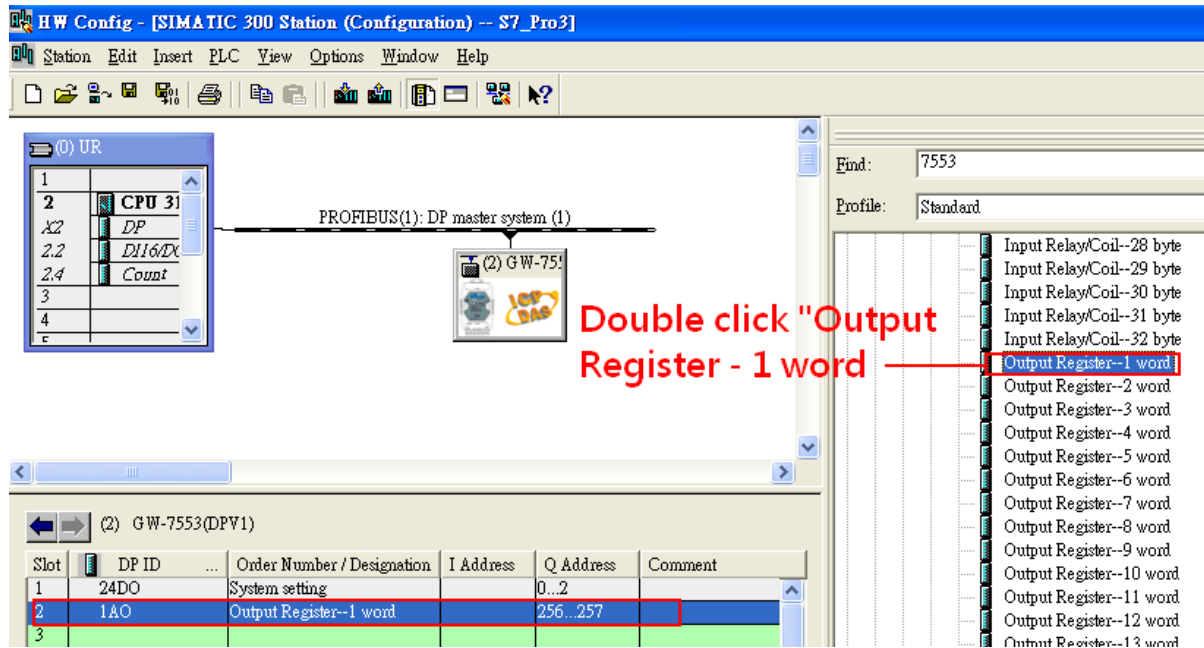 HW Config - [SIMATIC 300 Station (Configuration) -- S7_Pro3]
Station Edit Insert PLC View Options Window Help
(0) UR
1
2 CPU 31
X2 DP
2.2 DI16/DO
2.4 Count
3
4
5
PROFIBUS(1): DP master system (1)
(2) GW-755
ICP DAS
Double click "Output
Register - 1 word
Find: 7553
Profile: Standard
Input Relay/Coil--28 byte
Input Relay/Coil--29 byte
Input Relay/Coil--30 byte
Input Relay/Coil--31 byte
Input Relay/Coil--32 byte
Output Register--1 word
Output Register--2 word
Output Register--3 word
Output Register--4 word
Output Register--5 word
Output Register--6 word
Output Register--7 word
Output Register--8 word
Output Register--9 word
Output Register--10 word
Output Register--11 word
Output Register--12 word
Output Register--13 word
(2) GW-7553(DPV1)
Slot DP ID ... Order Number / Designation I Address Q Address Comment
1 24DO System setting 0...2
2 1AO Output Register--1 word 256...257
3